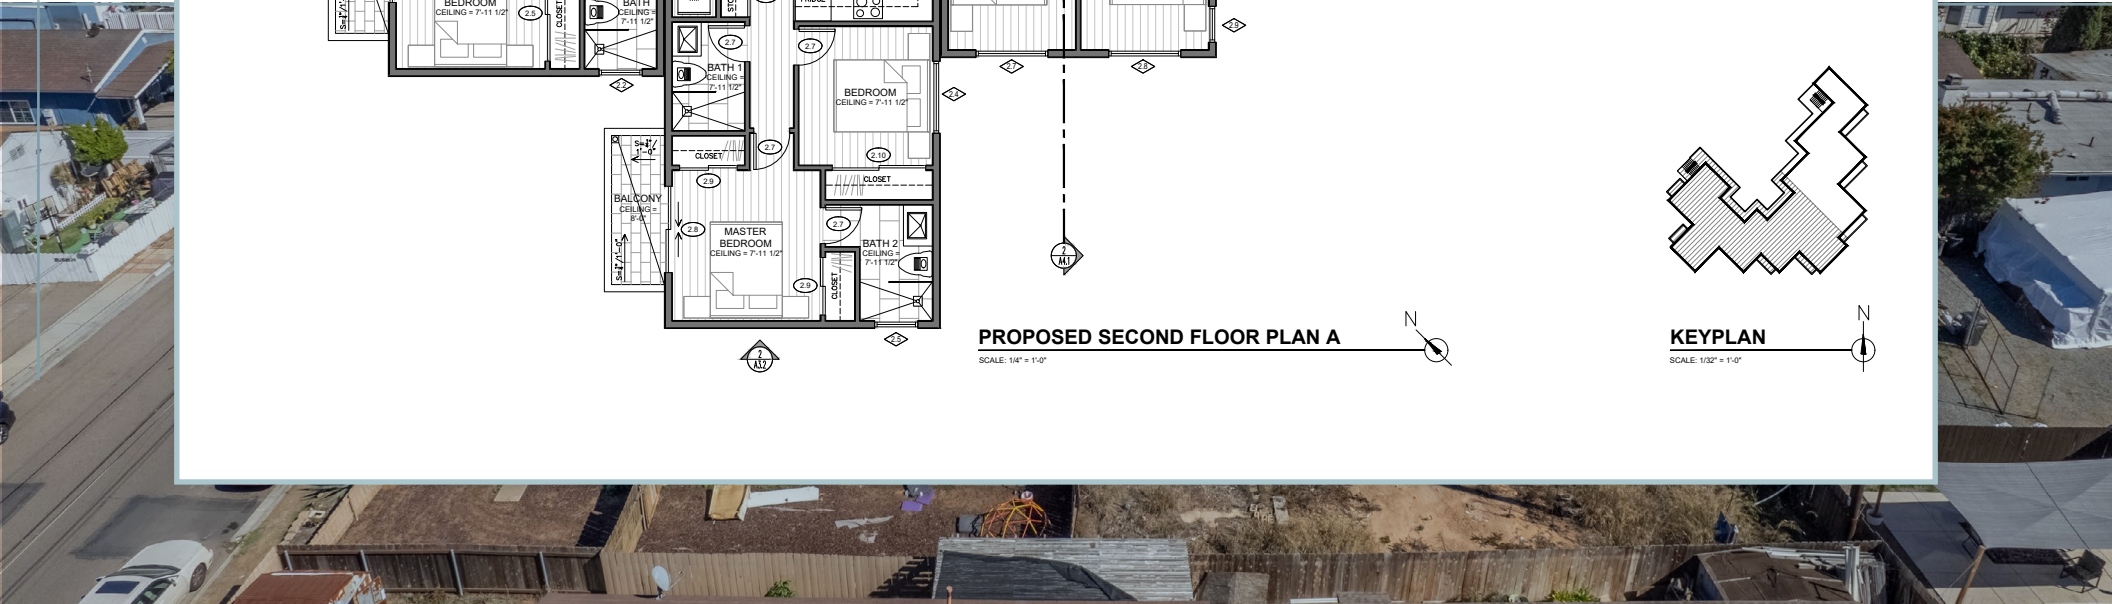 BEDROOM
CEILING = 7'-11 1/2"
2.5
CLOSET
BATH
CEILING =
7'-11 1/2"
2.2
2.7
2.7
BATH 1
CEILING =
7'-11 1/2"
BEDROOM
CEILING = 7'-11 1/2"
2.4
2.7
2.8
2.9
2.7
CLOSET
2.9
2.10
CLOSET
BALCONY
CEILING =
8'-0"
2.8
MASTER
BEDROOM
CEILING = 7'-11 1/2"
2.7
BATH 2
CEILING =
7'-11 1/2"
2.9
CLOSET
2.5
2
A4.1
2
A3.2
PROPOSED SECOND FLOOR PLAN A
SCALE: 1/4" = 1'-0"
N
KEYPLAN
SCALE: 1/32" = 1'-0"
N